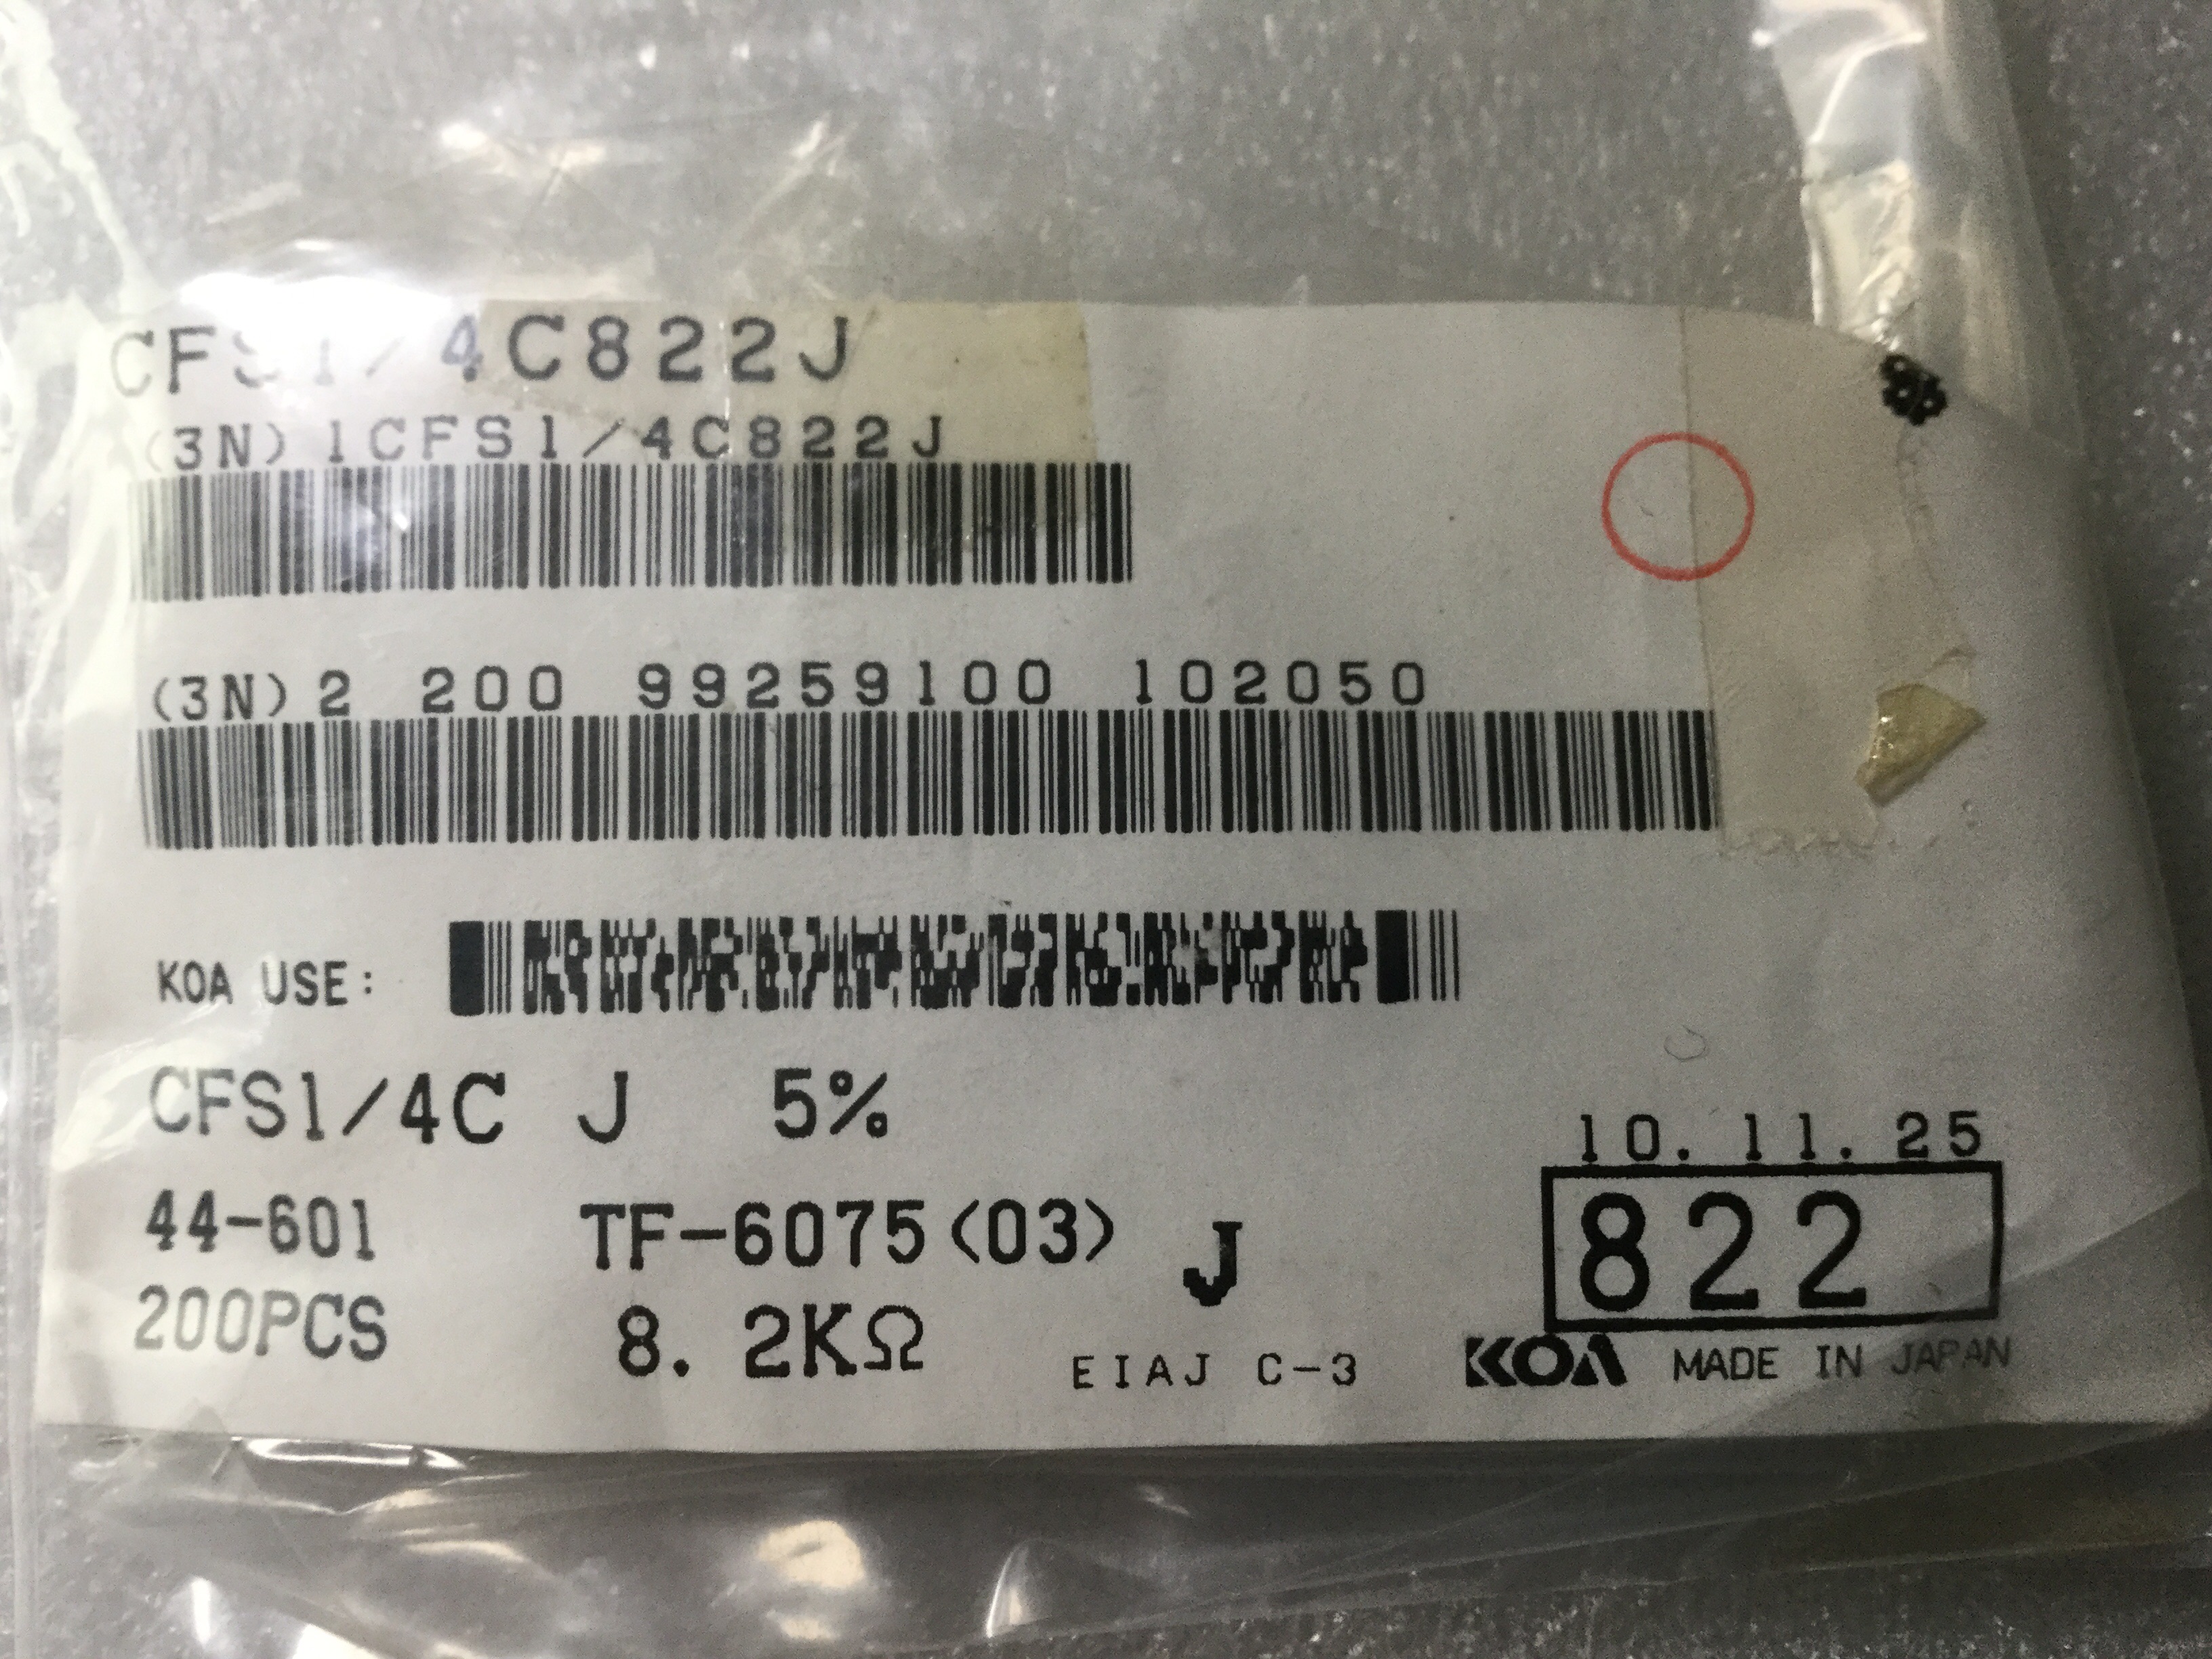 CFS1/4C822J
(3N)1CFS1/4C822J
(3N)2 200 99259100 102050
KOA USE:
CFS1/4C J 5%
10.11.25
44-601 TF-6075(03) J 822
200PCS 8.2KΩ EIAJ C-3 KOA MADE IN JAPAN